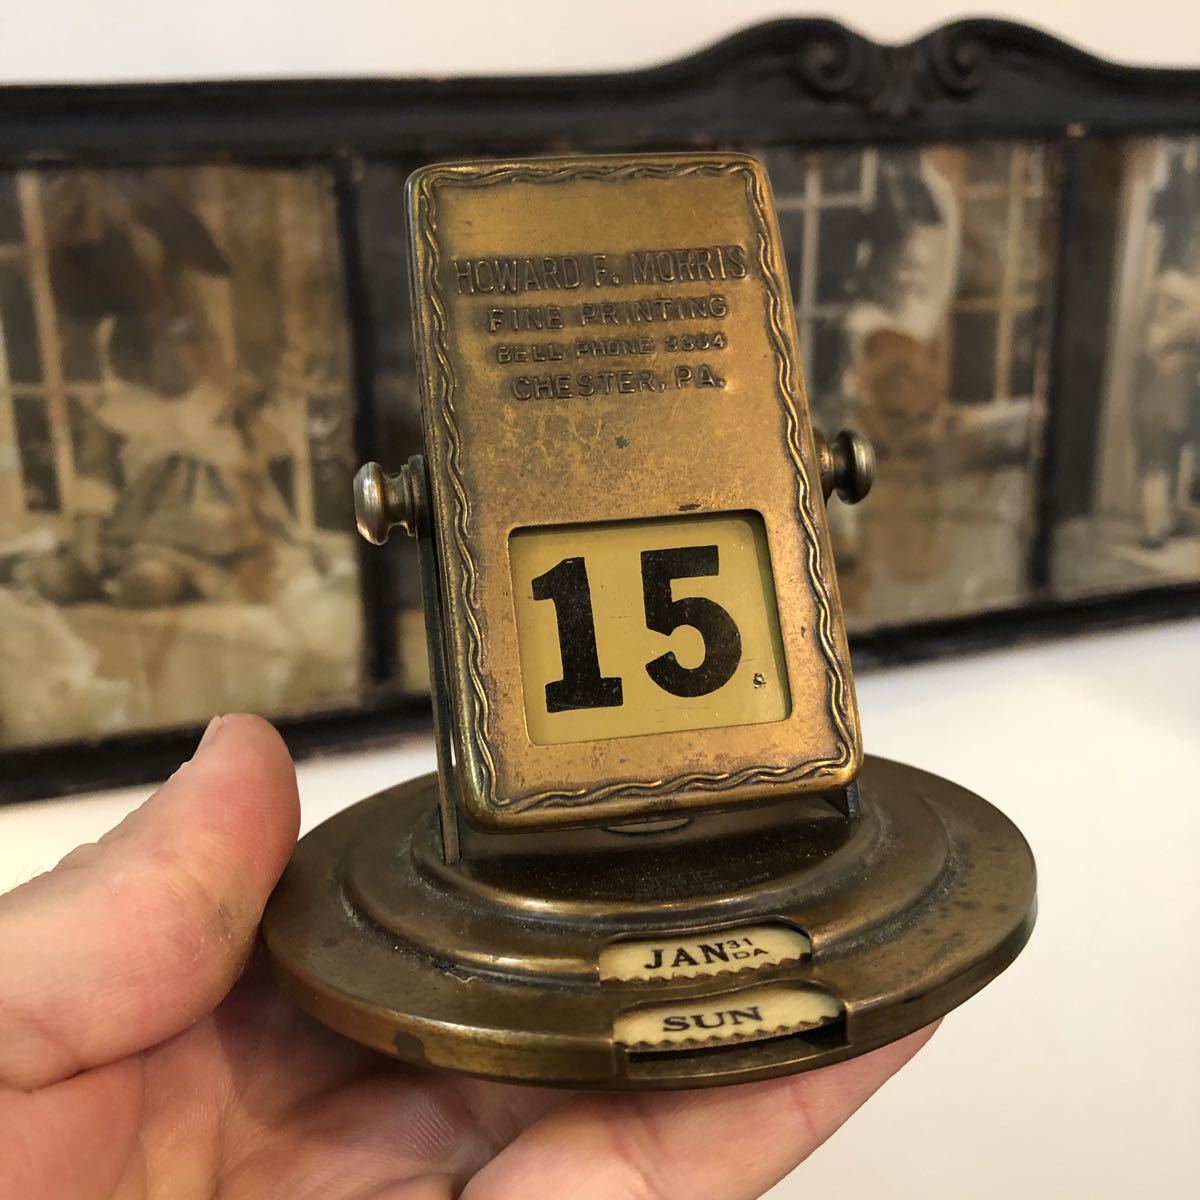 HOWARD F. MORRIS
FINE PRINTING
BELL PHONE 3384
CHESTER, PA.
15
JAN 31 DA
SUN